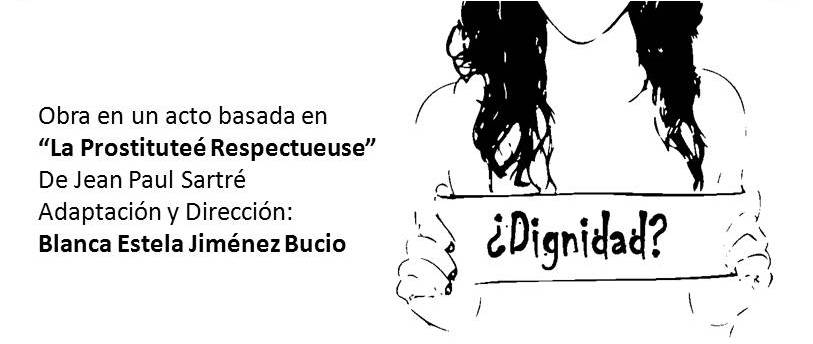 Obra en un acto basada en
“La Prostituteé Respectueuse”
De Jean Paul Sartré
Adaptación y Dirección:
Blanca Estela Jiménez Bucio
¿Dignidad?